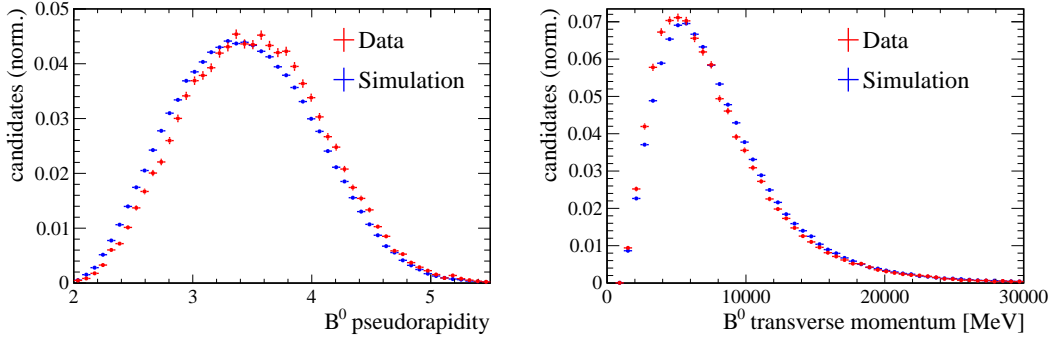 candidates (norm.)
0.05
0.04
0.03
0.02
0.01
0
2
3
4
5
B⁰ pseudorapidity
Data
Simulation
candidates (norm.)
0.07
0.06
0.05
0.04
0.03
0.02
0.01
0
0
10000
20000
30000
B⁰ transverse momentum [MeV]
Data
Simulation